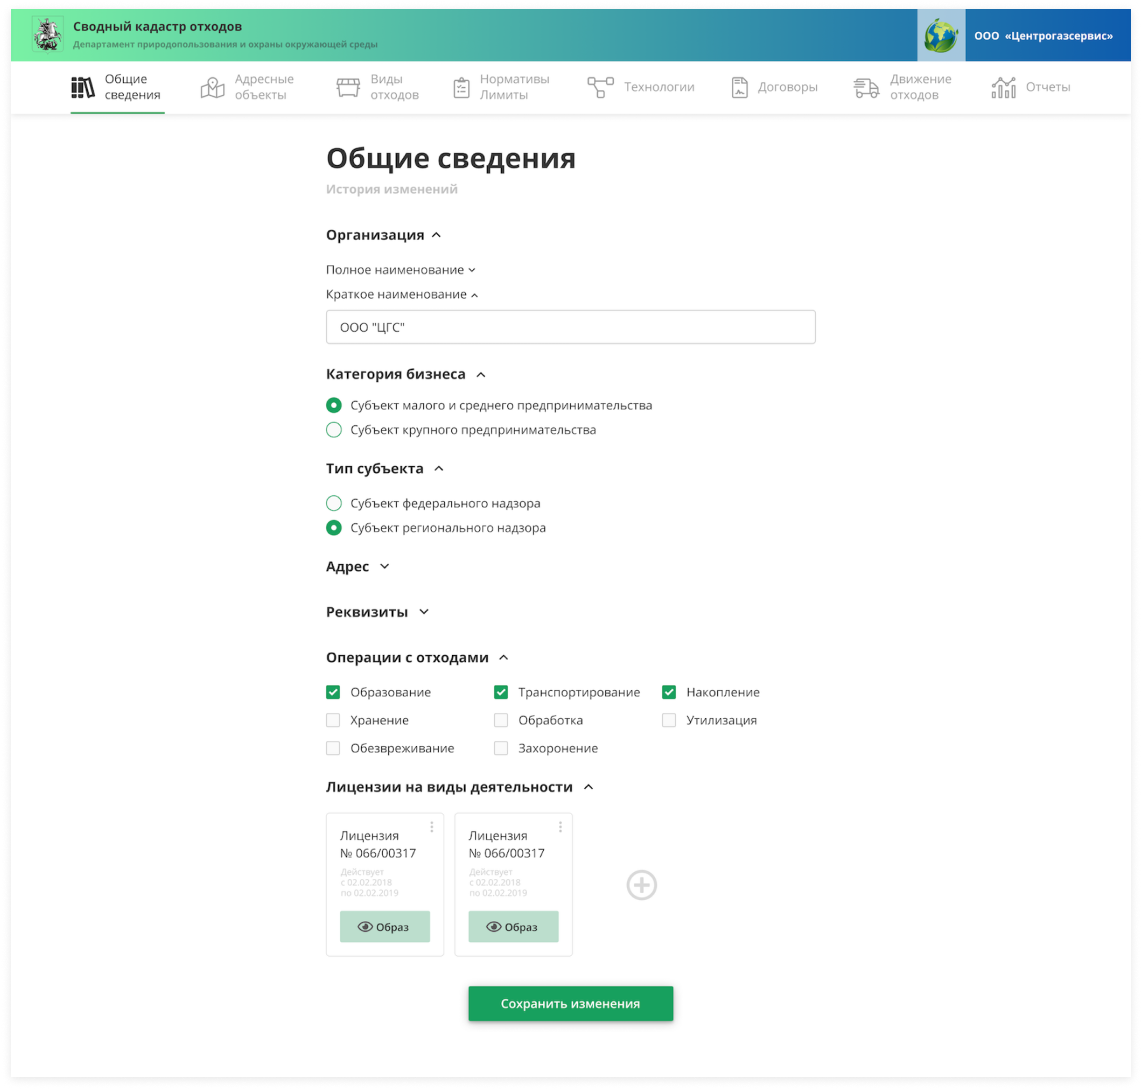 Сводный кадастр отходов
Департамент природопользования и охраны окружающей среды
ООО «Центрогазсервис»
Общие
сведения
Адресные
объекты
Виды
отходов
Нормативы
Лимиты
Технологии
Договоры
Движение
отходов
Отчеты
Общие сведения
История изменений
Организация
Полное наименование
Краткое наименование
ООО "ЦГС"
Категория бизнеса
Субъект малого и среднего предпринимательства
Субъект крупного предпринимательства
Тип субъекта
Субъект федерального надзора
Субъект регионального надзора
Адрес
Реквизиты
Операции с отходами
Образование
Транспортирование
Накопление
Хранение
Обработка
Утилизация
Обезвреживание
Захоронение
Лицензии на виды деятельности
Лицензия
№ 066/00317
Действует
с 02.02.2018
по 02.02.2019
Образ
Лицензия
№ 066/00317
Действует
с 02.02.2018
по 02.02.2019
Образ
Сохранить изменения